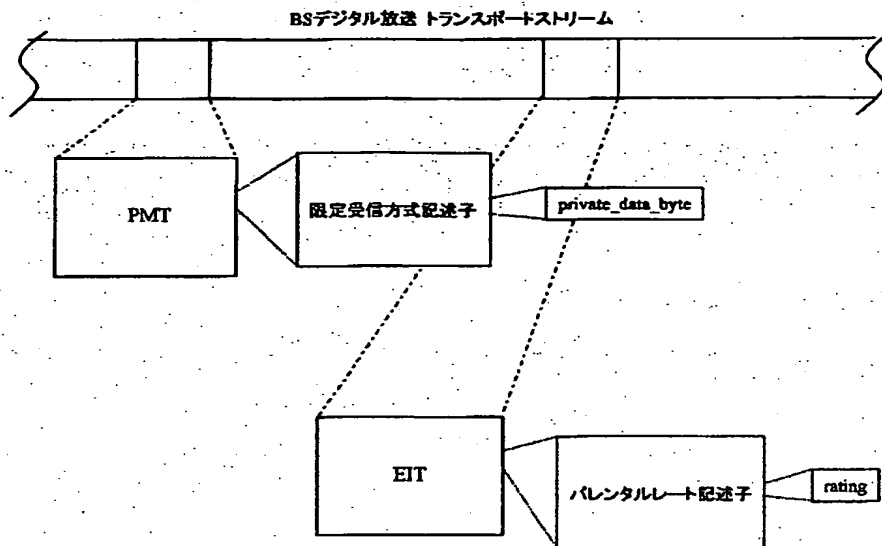 BSデジタル放送 トランスポートストリーム
PMT
限定受信方式記述子
private_data_byte
EIT
パレンタルレート記述子
rating